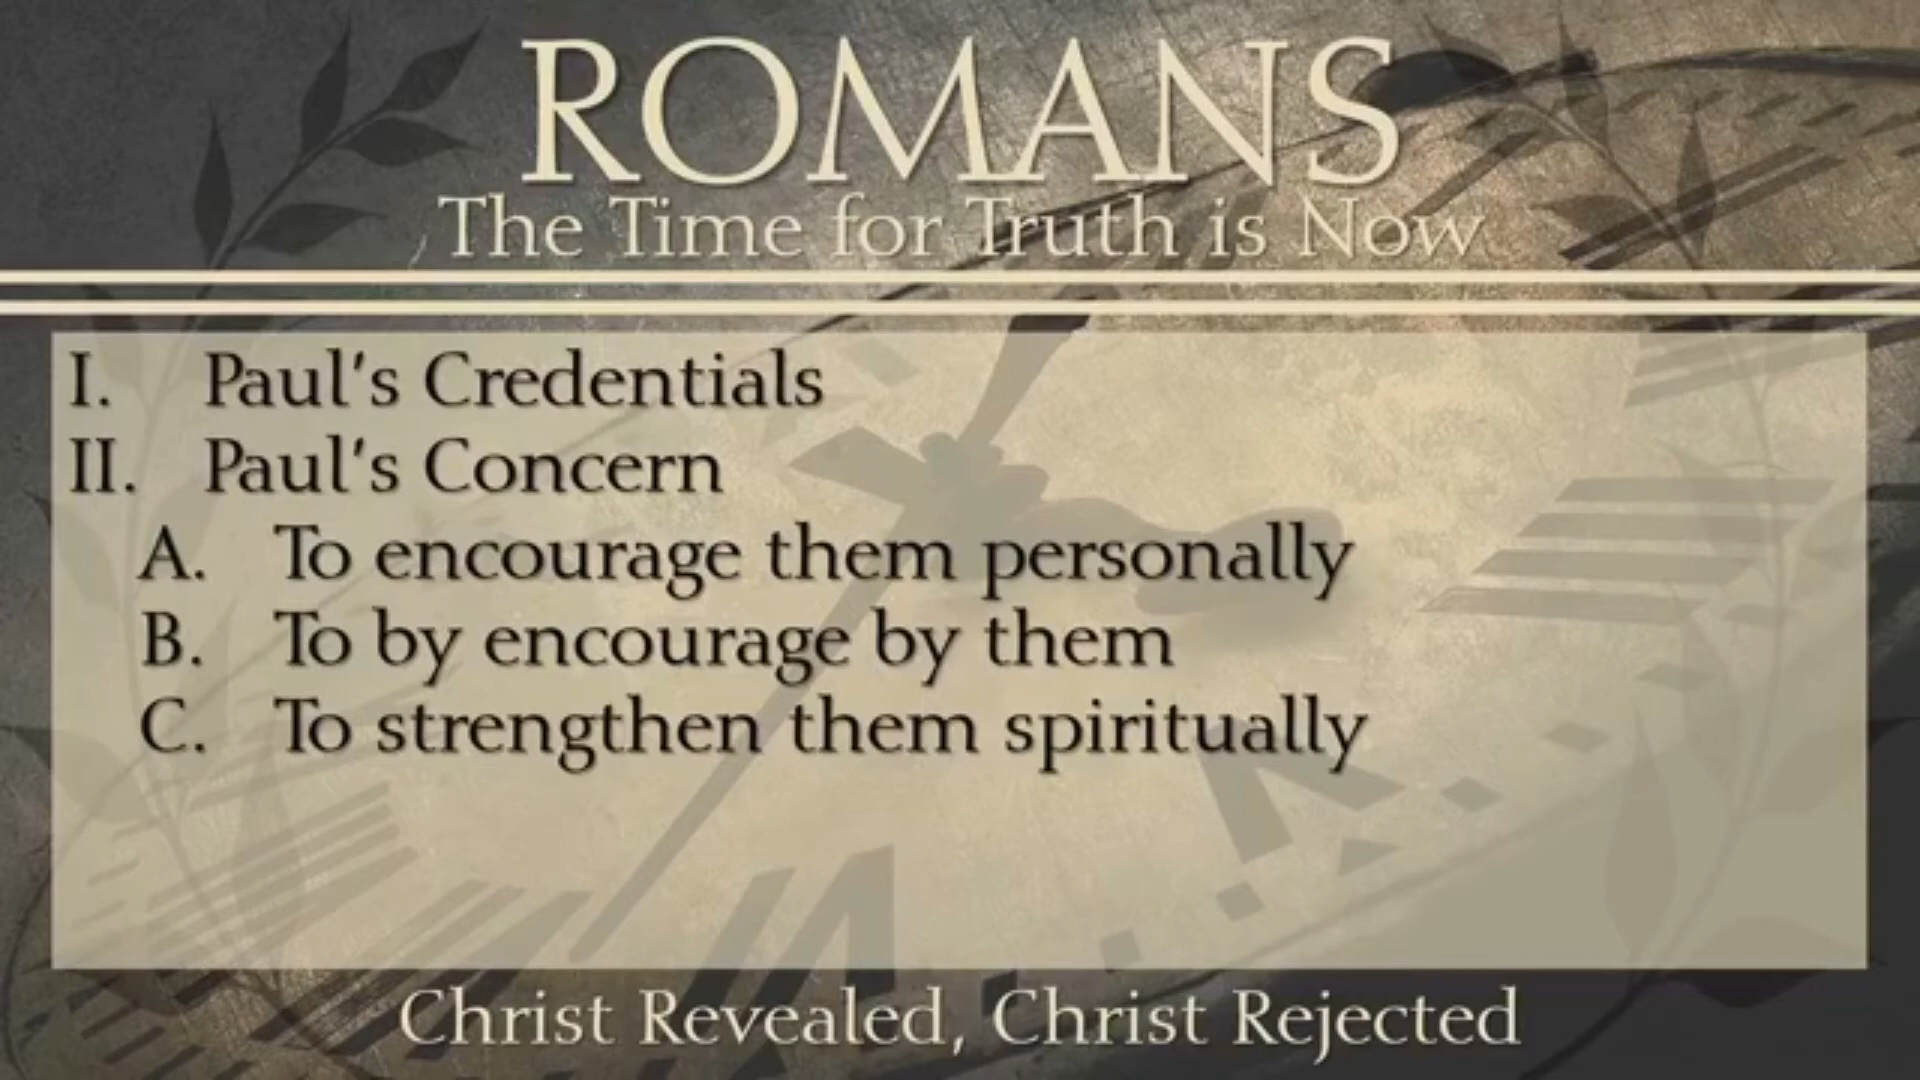 ROMANS
The Time for Truth is Now
I. Paul's Credentials
II. Paul's Concern
A. To encourage them personally
B. To by encourage by them
C. To strengthen them spiritually
Christ Revealed, Christ Rejected